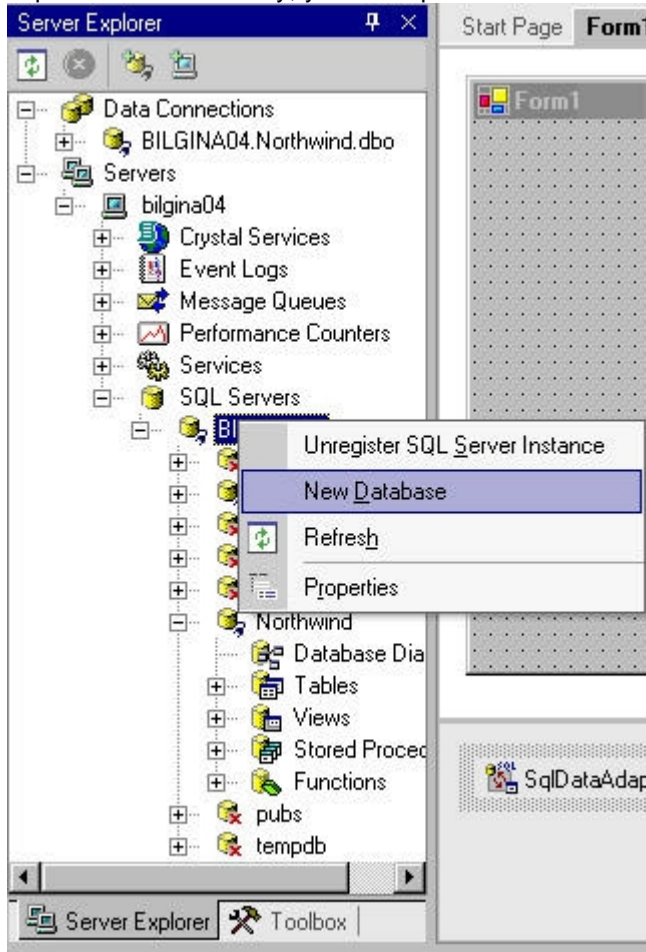 Server Explorer
Start Page Form1
Form1
Data Connections
BILGINA04.Northwind.dbo
Servers
bilgina04
Crystal Services
Event Logs
Message Queues
Performance Counters
Services
SQL Servers
Unregister SQL Server Instance
New Database
Refresh
Properties
Northwind
Database Dia
Tables
Views
Stored Proced
Functions
SqlDataAdap
pubs
tempdb
Server Explorer Toolbox